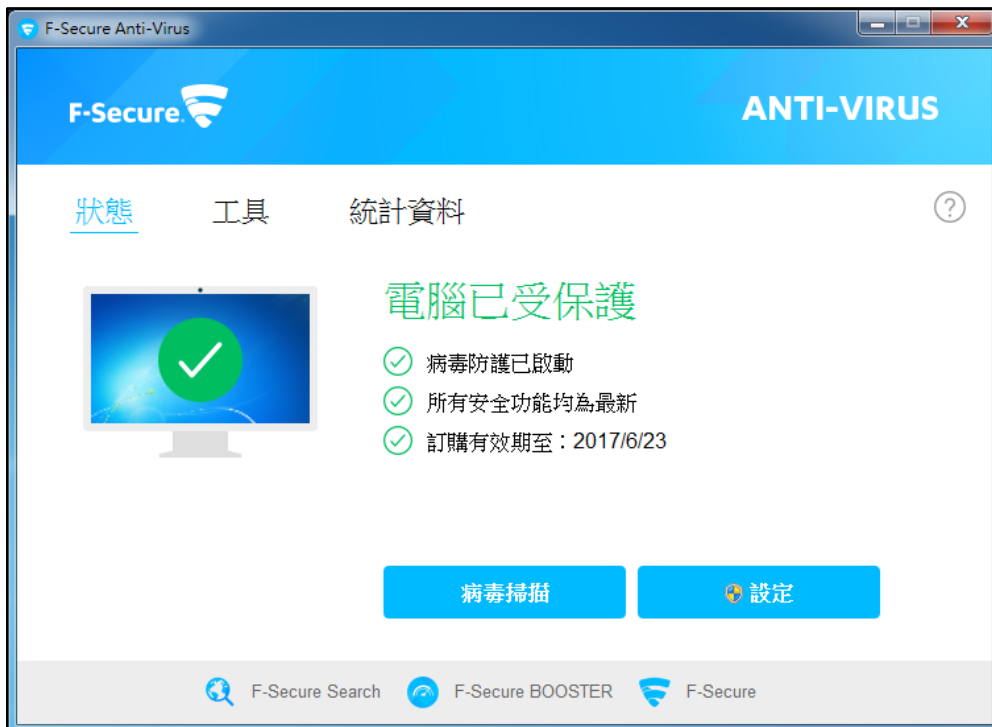 F-Secure Anti-Virus
F-Secure.
ANTI-VIRUS
狀態 工具 統計資料
?
電腦已受保護
病毒防護已啟動
所有安全功能均為最新
訂購有效期至：2017/6/23
病毒掃描 設定
F-Secure Search F-Secure BOOSTER F-Secure